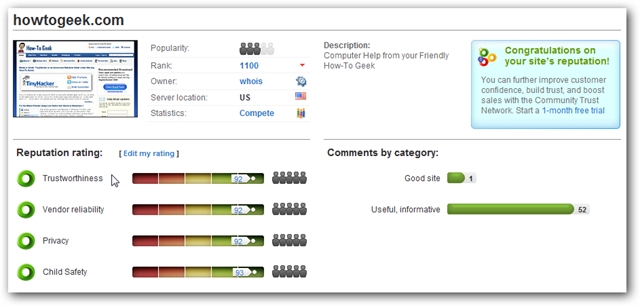 howtogeek.com
How-To Geek
TinyHacker
Popularity:
Rank: 1100
Owner: whois
Server location: US
Statistics: Compete
Description:
Computer Help from your Friendly
How-To Geek
Congratulations on
your site's reputation!
You can further improve customer
confidence, build trust, and boost
sales with the Community Trust
Network. Start a 1-month free trial
Reputation rating: [ Edit my rating ]
Trustworthiness 92
Vendor reliability 92
Privacy 92
Child Safety 93
Comments by category:
Good site 1
Useful, informative 52